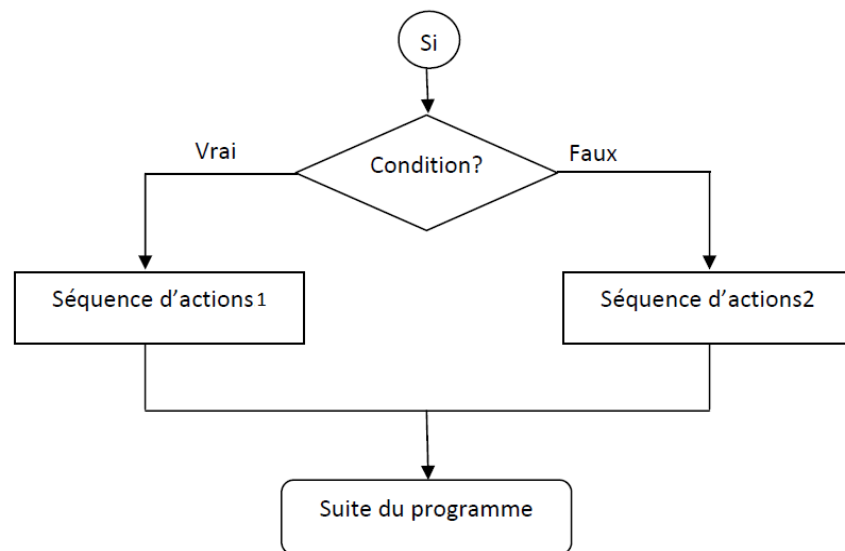 Si
Condition?
Vrai
Faux
Séquence d’actions1
Séquence d’actions2
Suite du programme